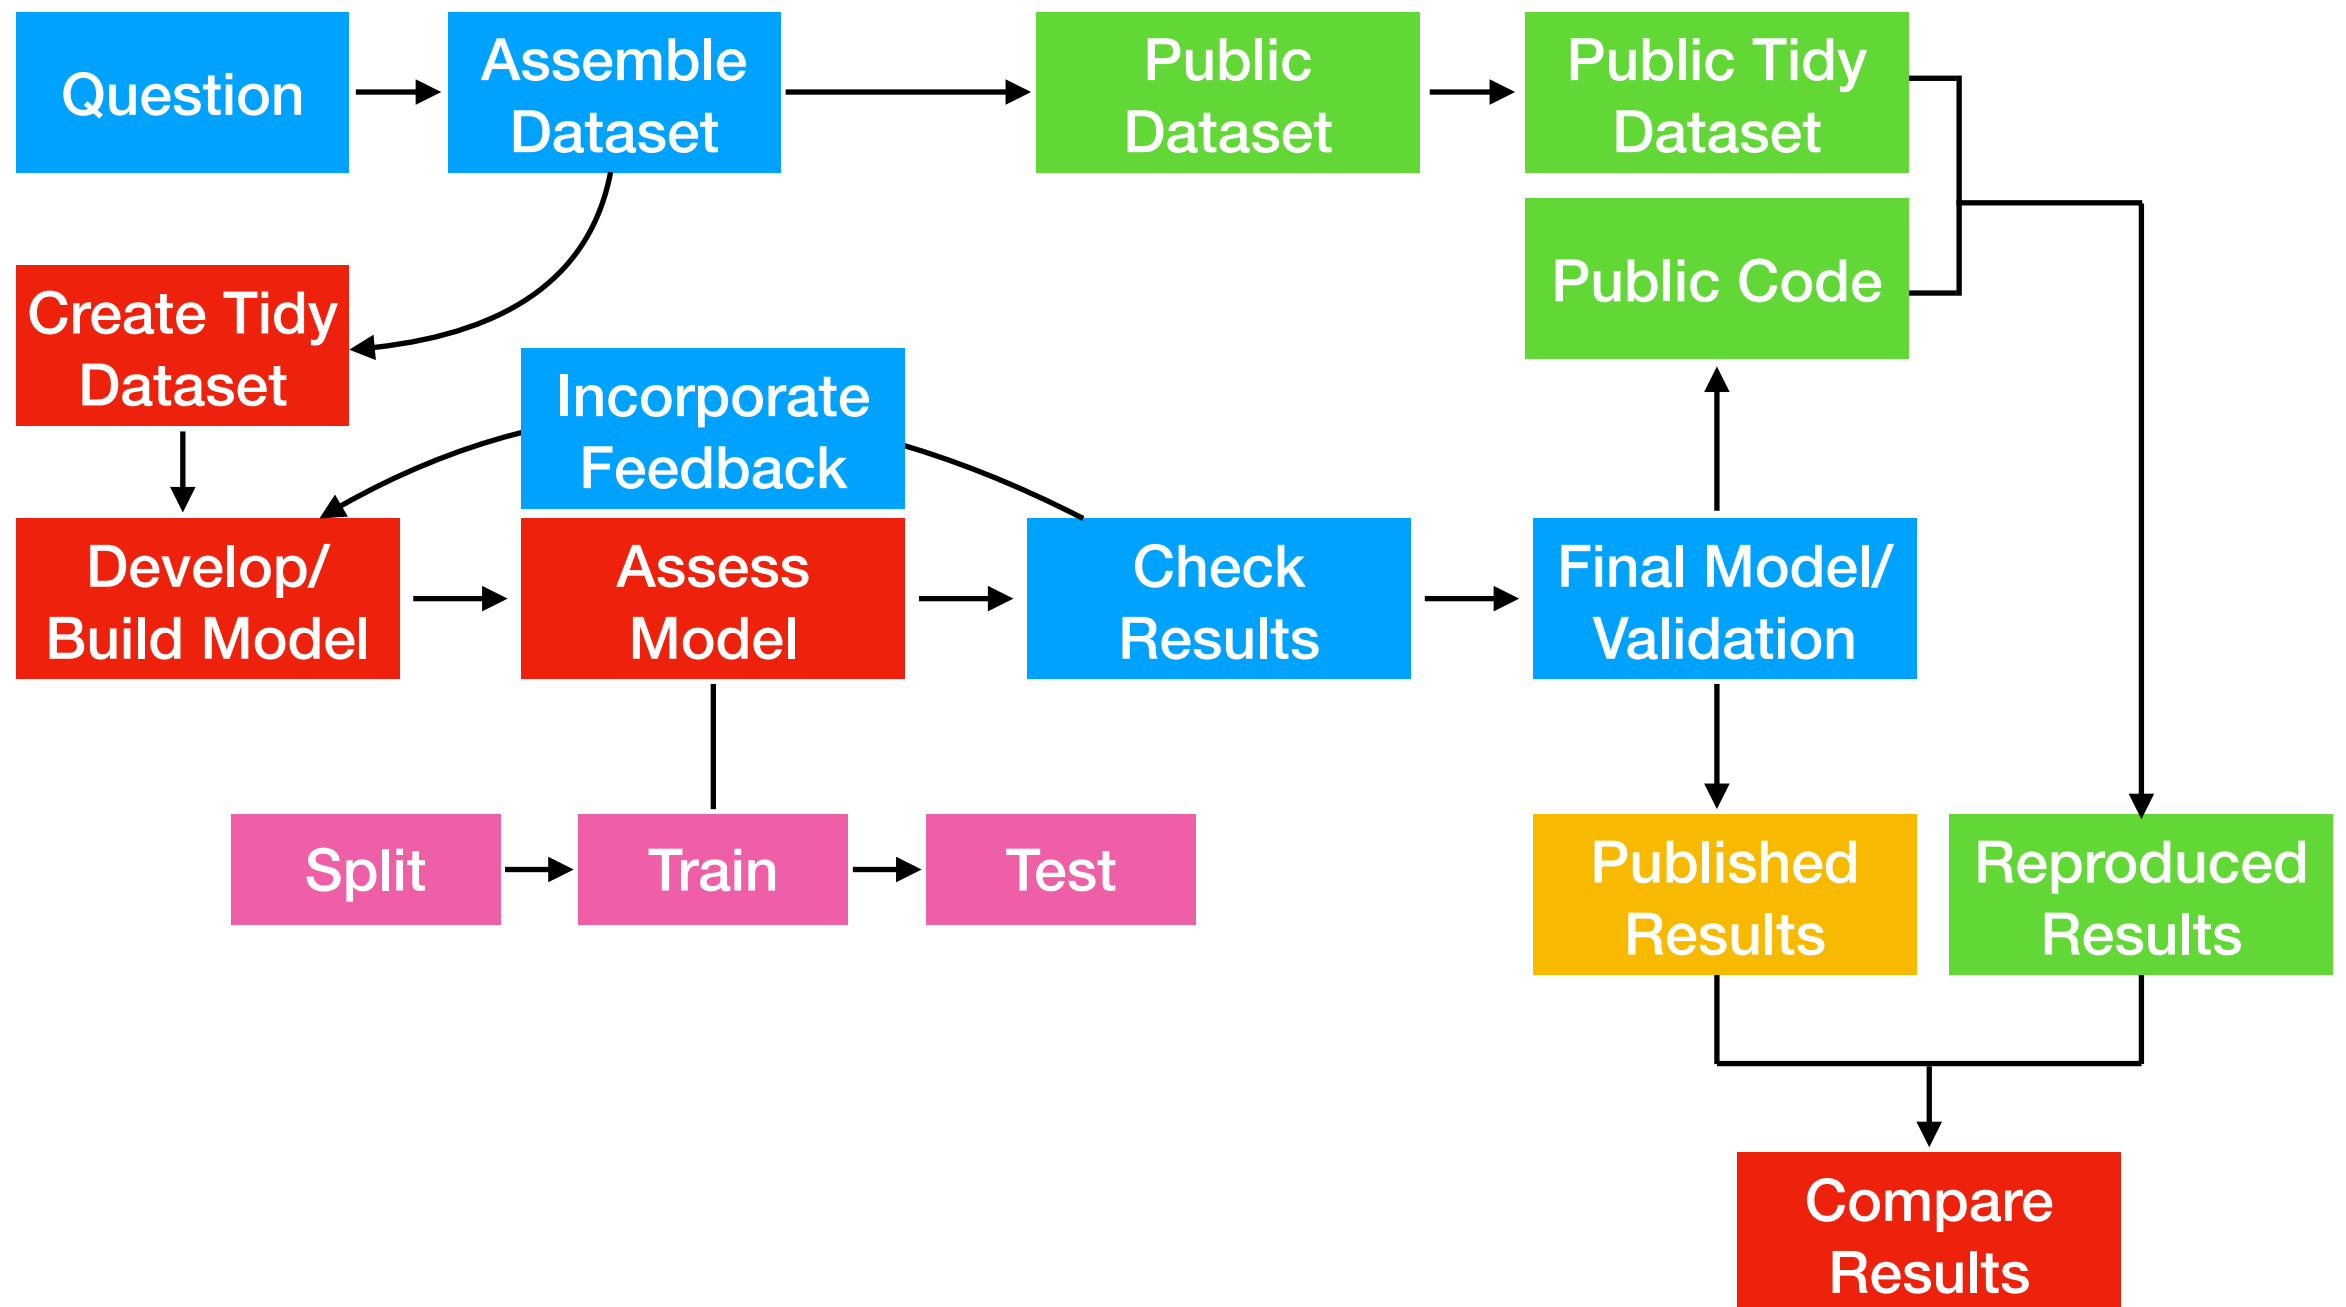 Question
Assemble
Dataset
Public
Dataset
Public Tidy
Dataset
Public Code
Create Tidy
Dataset
Incorporate
Feedback
Develop/
Build Model
Assess
Model
Check
Results
Final Model/
Validation
Split
Train
Test
Published
Results
Reproduced
Results
Compare
Results